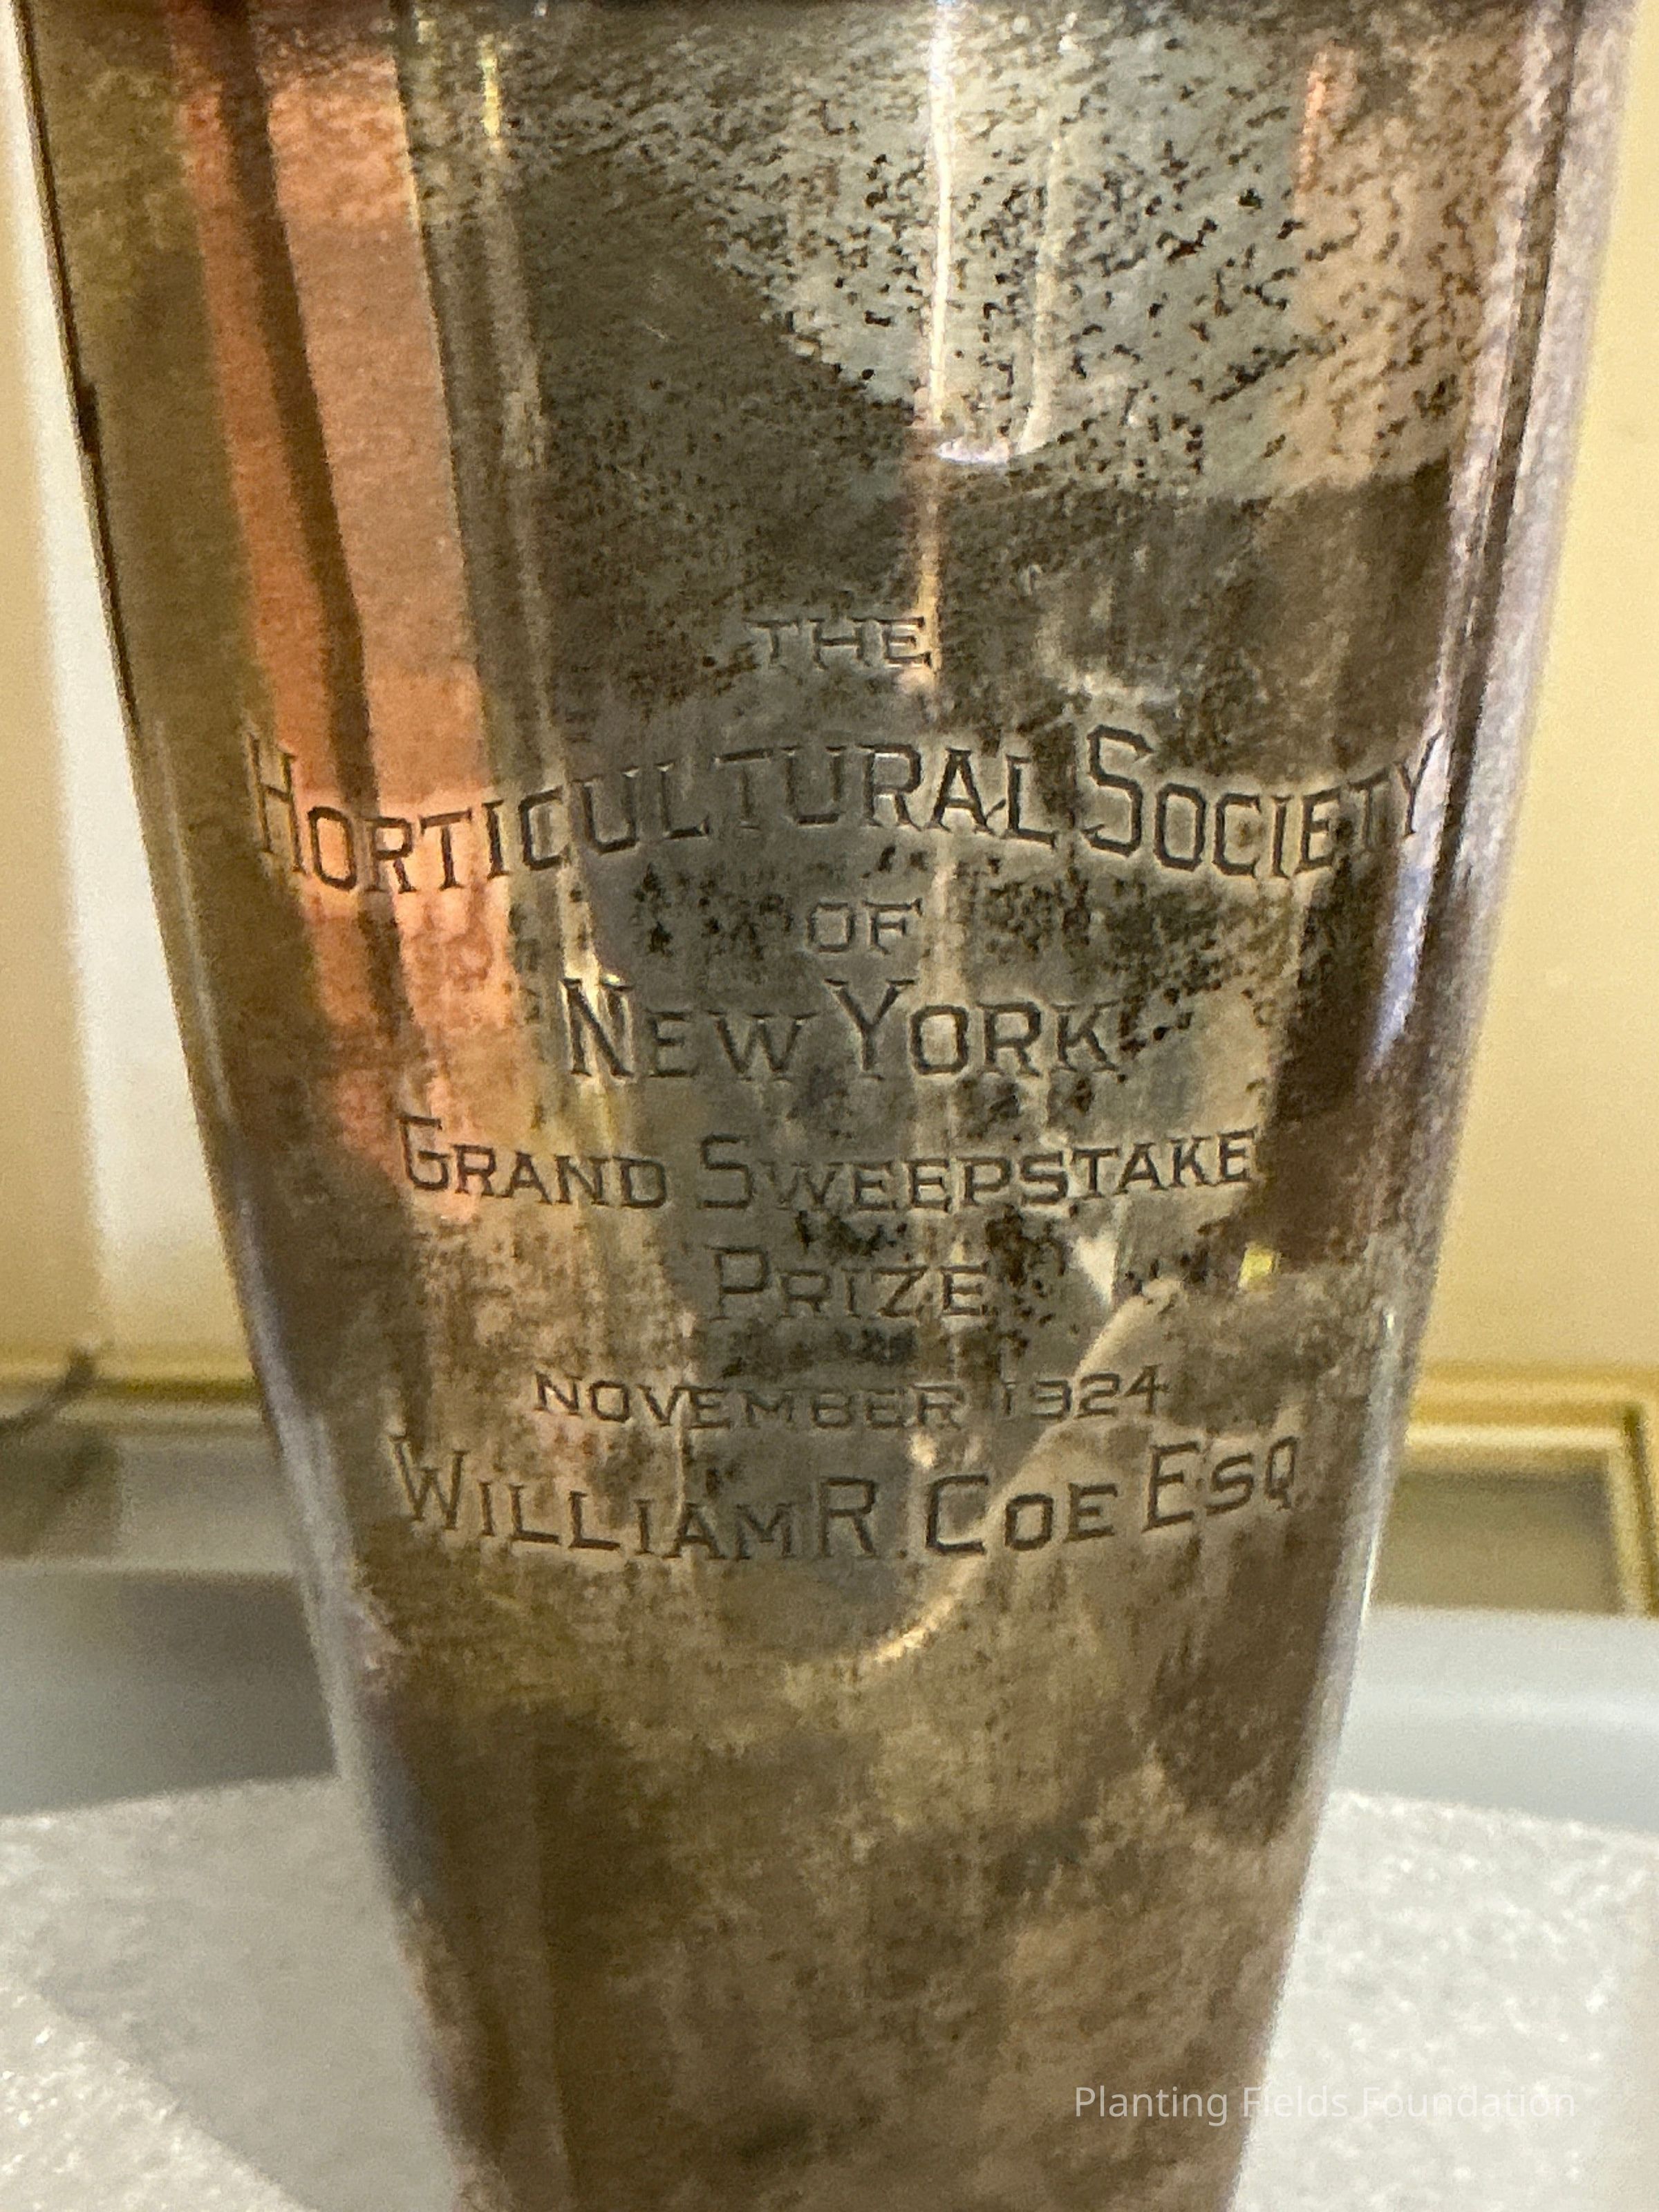 THE
HORTICULTURAL SOCIETY
OF
NEW YORK
GRAND SWEEPSTAKE
PRIZE
NOVEMBER 1924
WILLIAM R. COE ESQ.
Planting Fields Foundation